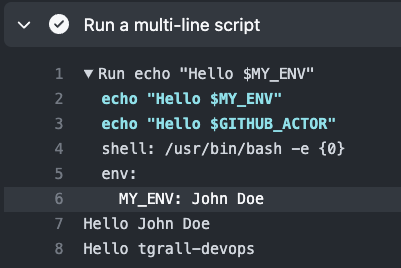 Run a multi-line script
1 ▼ Run echo "Hello $MY_ENV"
2 echo "Hello $MY_ENV"
3 echo "Hello $GITHUB_ACTOR"
4 shell: /usr/bin/bash -e {0}
5 env:
6 MY_ENV: John Doe
7 Hello John Doe
8 Hello tgrall-devops